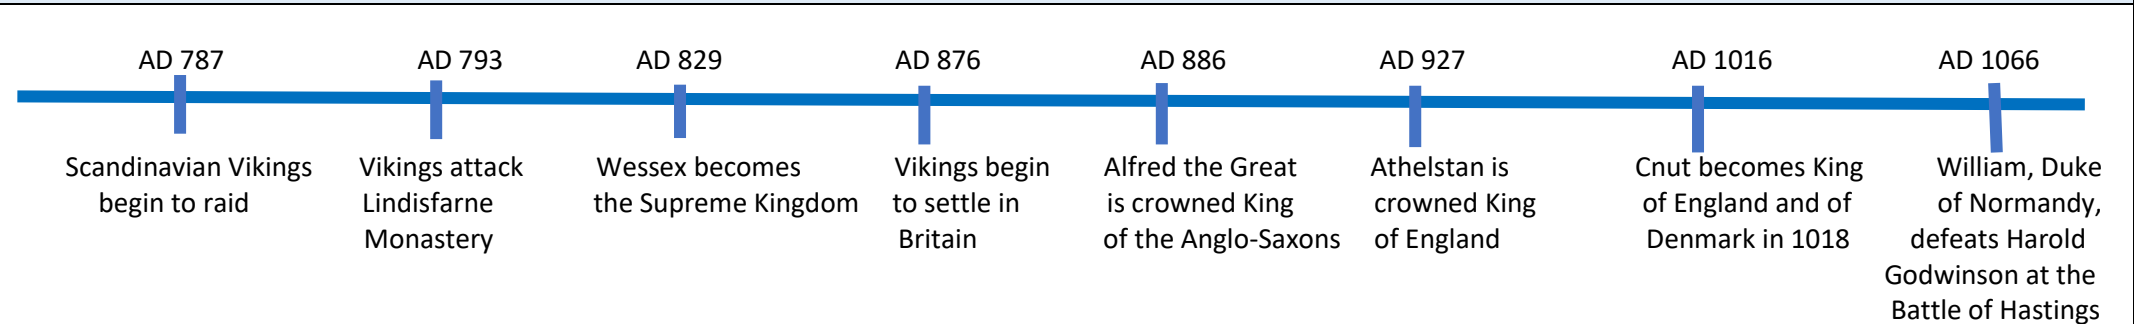 AD 787
AD 793
AD 829
AD 876
AD 886
AD 927
AD 1016
AD 1066
Scandinavian Vikings
begin to raid
Vikings attack
Lindisfarne
Monastery
Wessex becomes
the Supreme Kingdom
Vikings begin
to settle in
Britain
Alfred the Great
is crowned King
of the Anglo-Saxons
Athelstan is
crowned King
of England
Cnut becomes King
of England and of
Denmark in 1018
William, Duke
of Normandy,
defeats Harold
Godwinson at the
Battle of Hastings